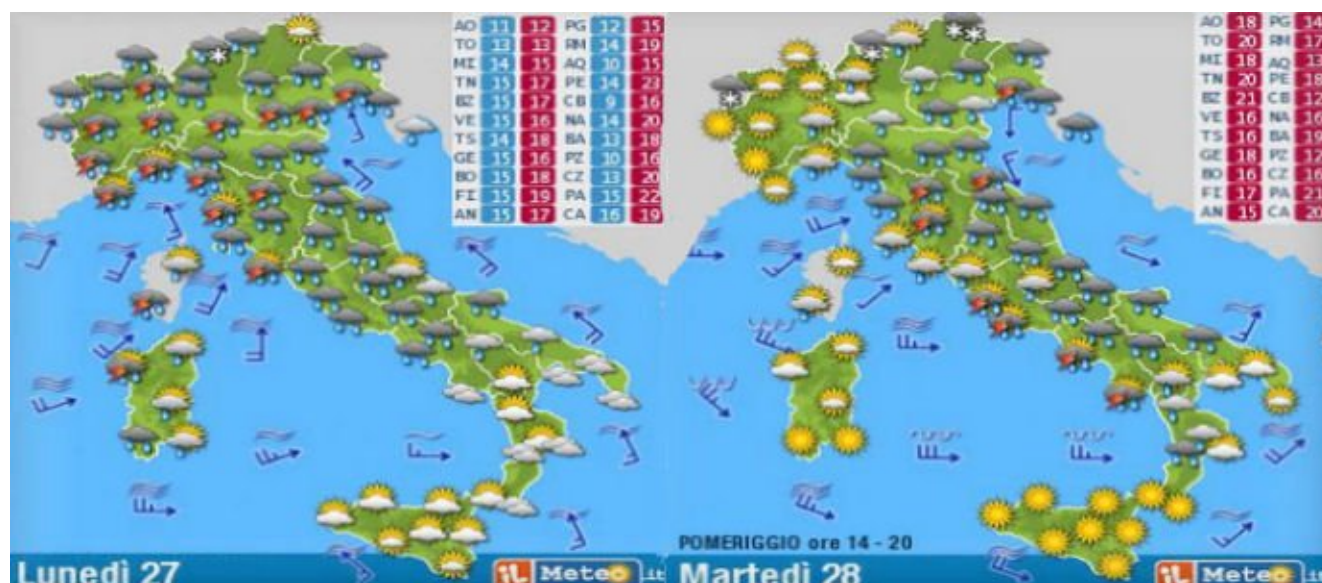 AO 11 12 PG 12 15
TO 13 13 RM 14 19
MI 14 15 AQ 10 15
TN 15 17 PE 14 23
BZ 15 17 CB 9 16
VE 15 16 NA 14 20
TS 14 18 BA 13 18
GE 15 16 PZ 10 16
BO 15 18 CZ 13 20
FI 15 19 PA 15 22
AN 15 17 CA 16 19
Lunedì 27
iL Meteo.it
AO 18 PG 14
TO 20 RM 17
MI 18 AQ 13
TN 20 PE 18
BZ 21 CB 12
VE 16 NA 16
TS 16 BA 19
GE 18 PZ 12
BO 16 CZ 16
FI 17 PA 21
AN 15 CA 20
POMERIGGIO ore 14 - 20
Martedì 28
iL Meteo.it